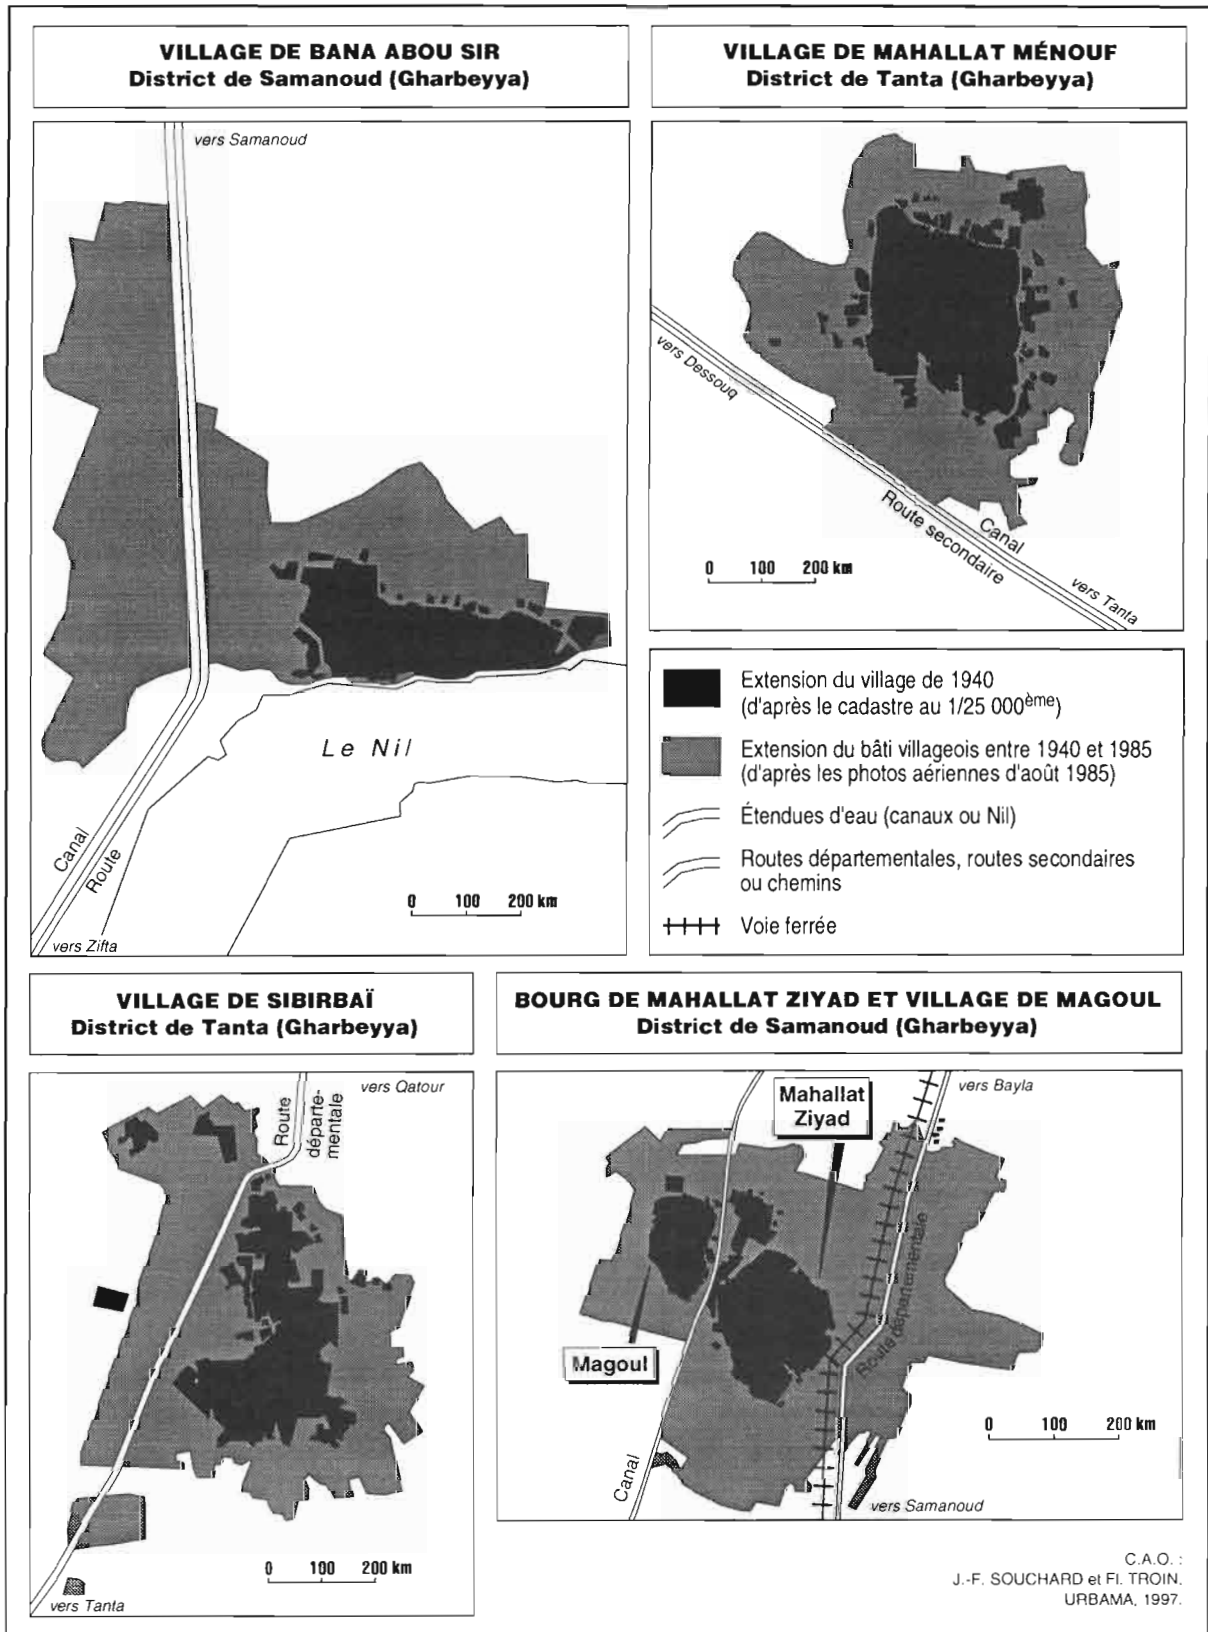 VILLAGE DE BANA ABOU SIR
District de Samanoud (Gharbeyya)
VILLAGE DE MAHALLAT MÉNOUF
District de Tanta (Gharbeyya)
vers Samanoud
Le Nil
Canal
Route
vers Zifta
0 100 200 km
vers Dessouq
Canal
Route secondaire
vers Tanta
0 100 200 km
Extension du village de 1940
(d'après le cadastre au 1/25 000ème)
Extension du bâti villageois entre 1940 et 1985
(d'après les photos aériennes d'août 1985)
Étendues d'eau (canaux ou Nil)
Routes départementales, routes secondaires
ou chemins
Voie ferrée
VILLAGE DE SIBIRBAÏ
District de Tanta (Gharbeyya)
BOURG DE MAHALLAT ZIYAD ET VILLAGE DE MAGOUL
District de Samanoud (Gharbeyya)
vers Qatour
Route
départe-
mentale
0 100 200 km
vers Tanta
Mahallat
Ziyad
vers Bayla
Route départementale
Magoul
Canal
0 100 200 km
vers Samanoud
C.A.O. :
J.-F. SOUCHARD et Fl. TROIN.
URBAMA, 1997.